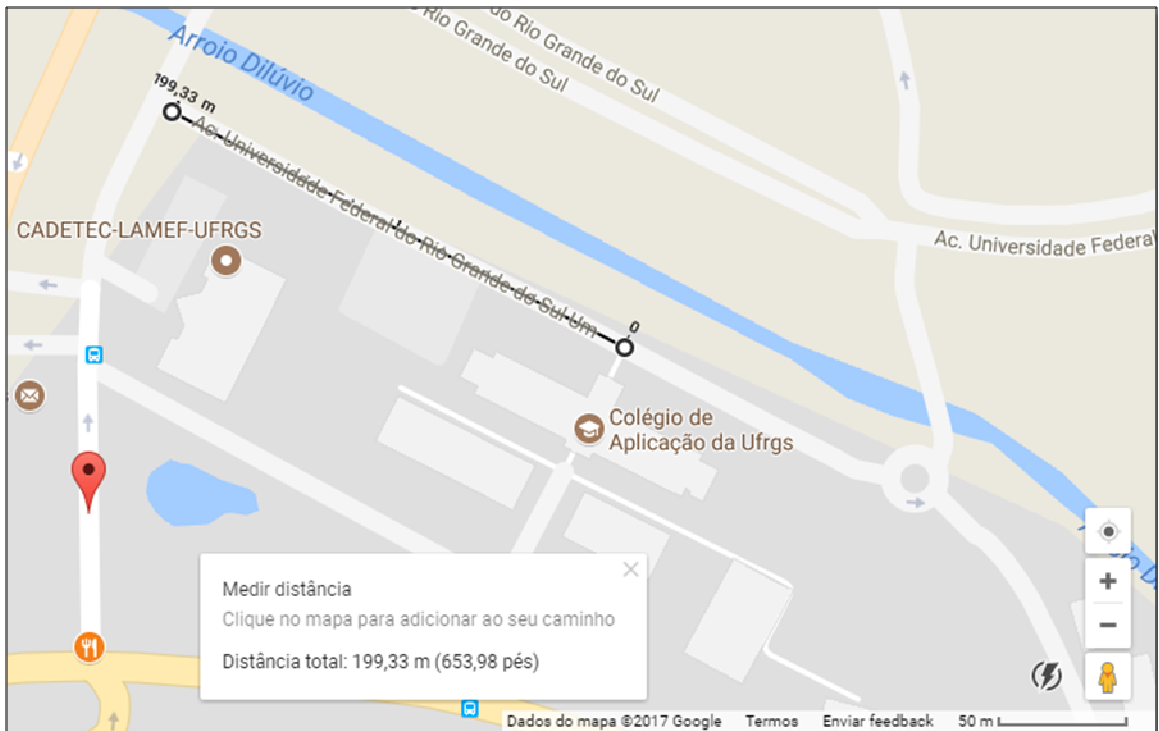 Rio Grande do Sul
do Rio Grande do Sul
Arroio Dilúvio
199,33 m
Ac. Universidade Federal do Rio Grande do Sul Um
CADETEC-LAMEF-UFRGS
Ac. Universidade Federal
0
Colégio de
Aplicação da Ufrgs
Medir distância
Clique no mapa para adicionar ao seu caminho
Distância total: 199,33 m (653,98 pés)
Dados do mapa ©2017 Google Termos Enviar feedback 50 m